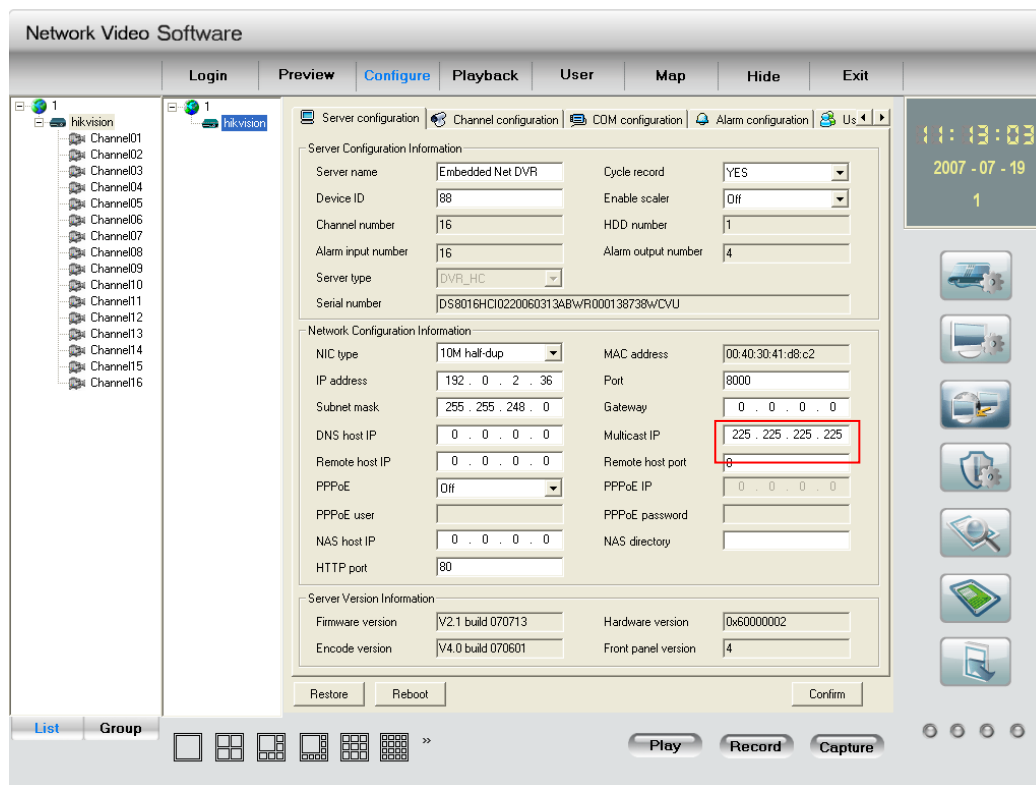 Network Video Software
Login Preview Configure Playback User Map Hide Exit
1
hikvision
Channel01
Channel02
Channel03
Channel04
Channel05
Channel06
Channel07
Channel08
Channel09
Channel10
Channel11
Channel12
Channel13
Channel14
Channel15
Channel16
1
hikvision
Server configuration Channel configuration COM configuration Alarm configuration Us
Server Configuration Information
Server name Embedded Net DVR Cycle record YES
Device ID 88 Enable scaler Off
Channel number 16 HDD number 1
Alarm input number 16 Alarm output number 4
Server type DVR_HC
Serial number DS8016HCI0220060313ABWR000138738WCVU
Network Configuration Information
NIC type 10M half-dup MAC address 00:40:30:41:d8:c2
IP address 192 . 0 . 2 . 36 Port 8000
Subnet mask 255 . 255 . 248 . 0 Gateway 0 . 0 . 0 . 0
DNS host IP 0 . 0 . 0 . 0 Multicast IP 225 . 225 . 225 . 225
Remote host IP 0 . 0 . 0 . 0 Remote host port 0
PPPoE Off PPPoE IP 0 . 0 . 0 . 0
PPPoE user PPPoE password
NAS host IP 0 . 0 . 0 . 0 NAS directory
HTTP port 80
Server Version Information
Firmware version V2.1 build 070713 Hardware version 0x60000002
Encode version V4.0 build 070601 Front panel version 4
Restore Reboot Confirm
11:13:03
2007 - 07 - 19
1
List Group
»
Play Record Capture